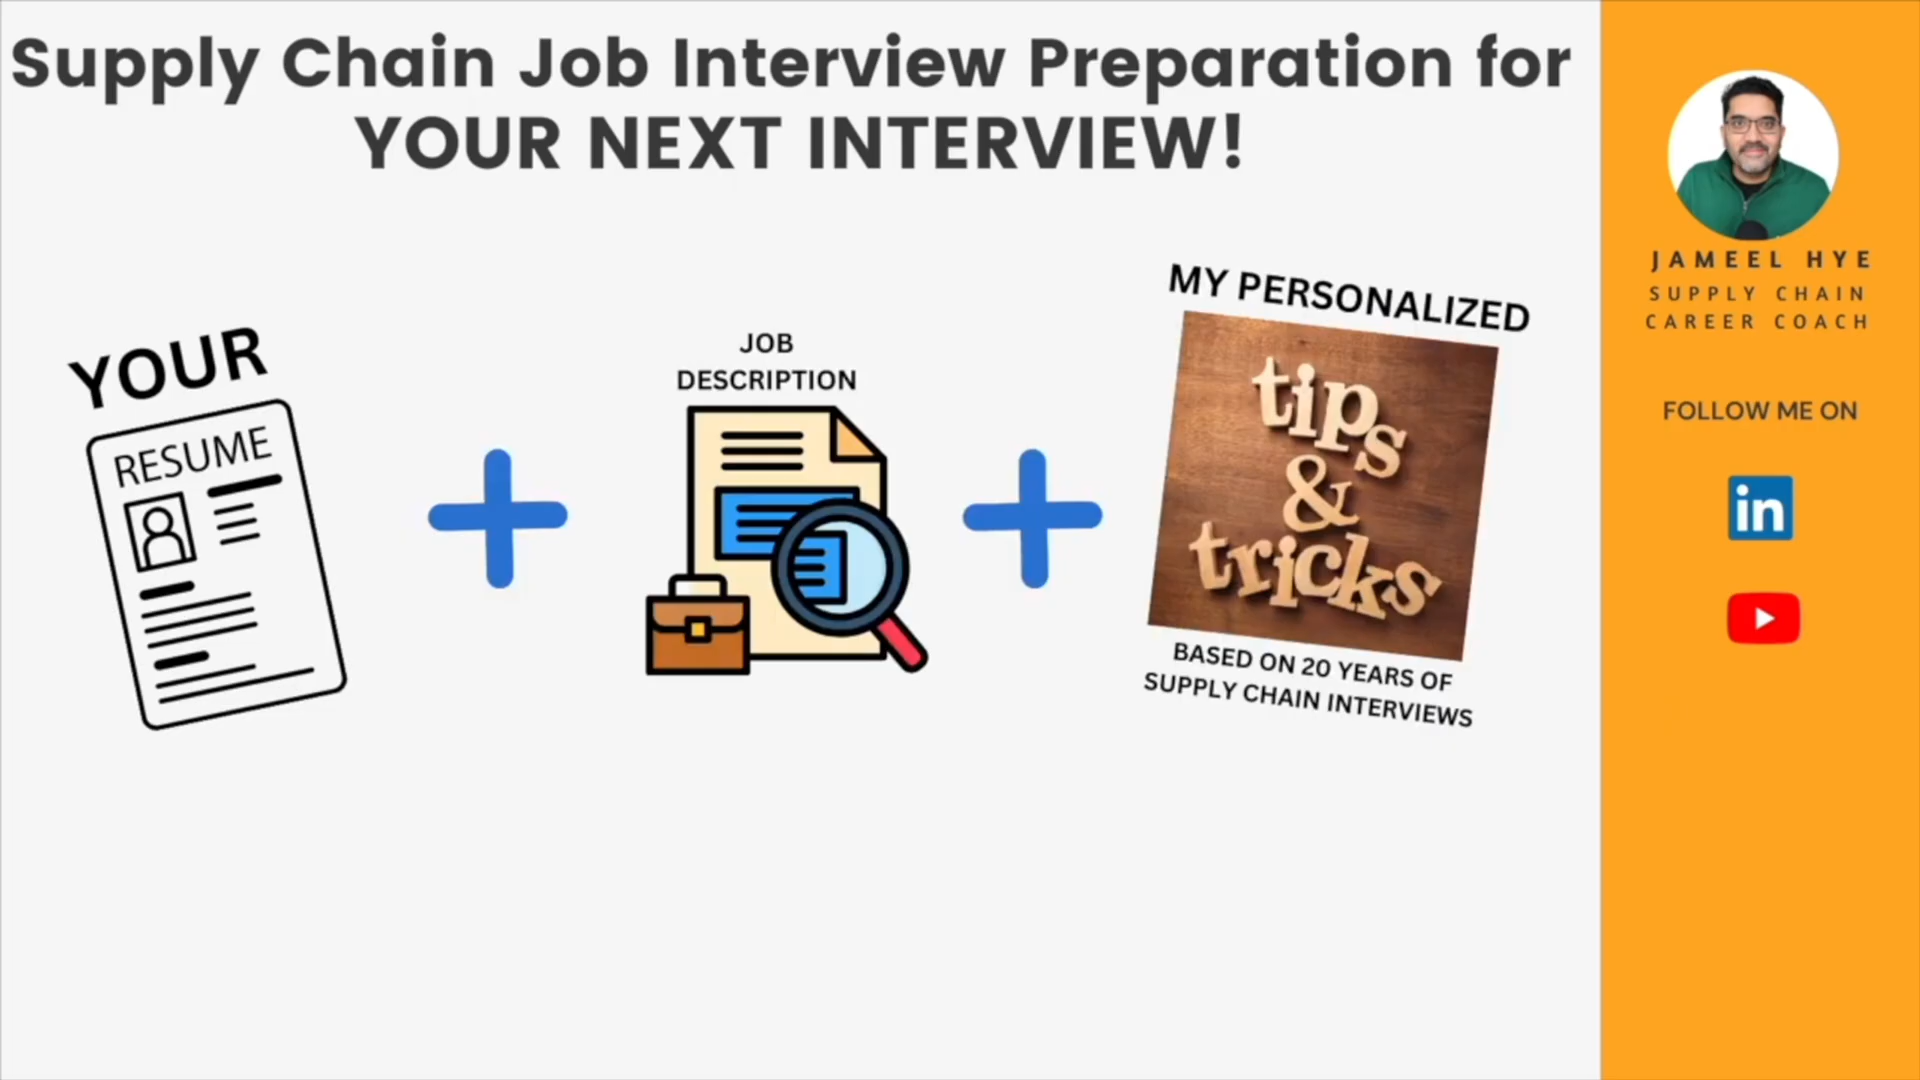 Supply Chain Job Interview Preparation for
YOUR NEXT INTERVIEW!
YOUR
RESUME
JOB
DESCRIPTION
MY PERSONALIZED
tips
&
tricks
BASED ON 20 YEARS OF
SUPPLY CHAIN INTERVIEWS
JAMEEL HYE
SUPPLY CHAIN
CAREER COACH
FOLLOW ME ON
in